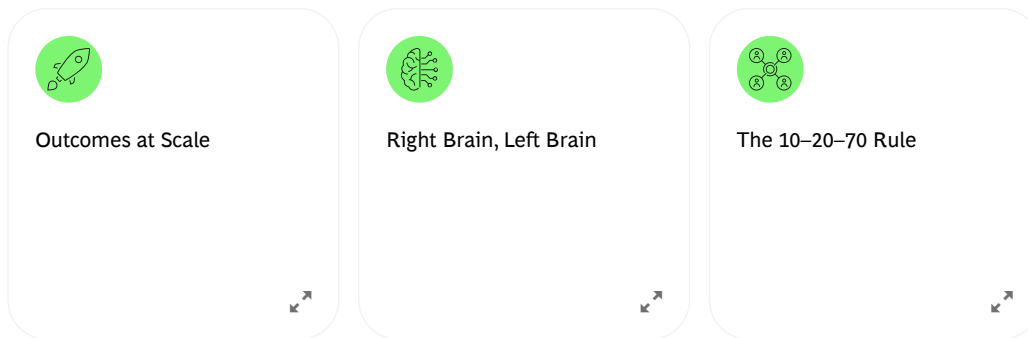 Outcomes at Scale
Right Brain, Left Brain
The 10–20–70 Rule